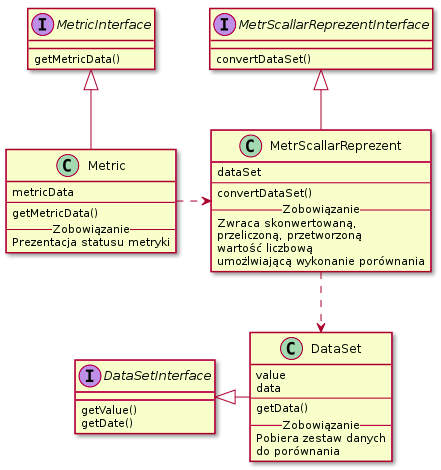 I MetricInterface
getMetricData()
I MetrScallarReprezentInterface
convertDataSet()
C Metric
metricData
getMetricData()
Zobowiązanie
Prezentacja statusu metryki
C MetrScallarReprezent
dataSet
convertDataSet()
Zobowiązanie
Zwraca skonwertowaną,
przeliczoną, przetworzoną
wartość liczbową
umożlwiającą wykonanie porównania
I DataSetInterface
getValue()
getDate()
C DataSet
value
data
getData()
Zobowiązanie
Pobiera zestaw danych
do porównania